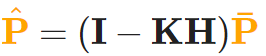 P̂ = (I − KH)P̄